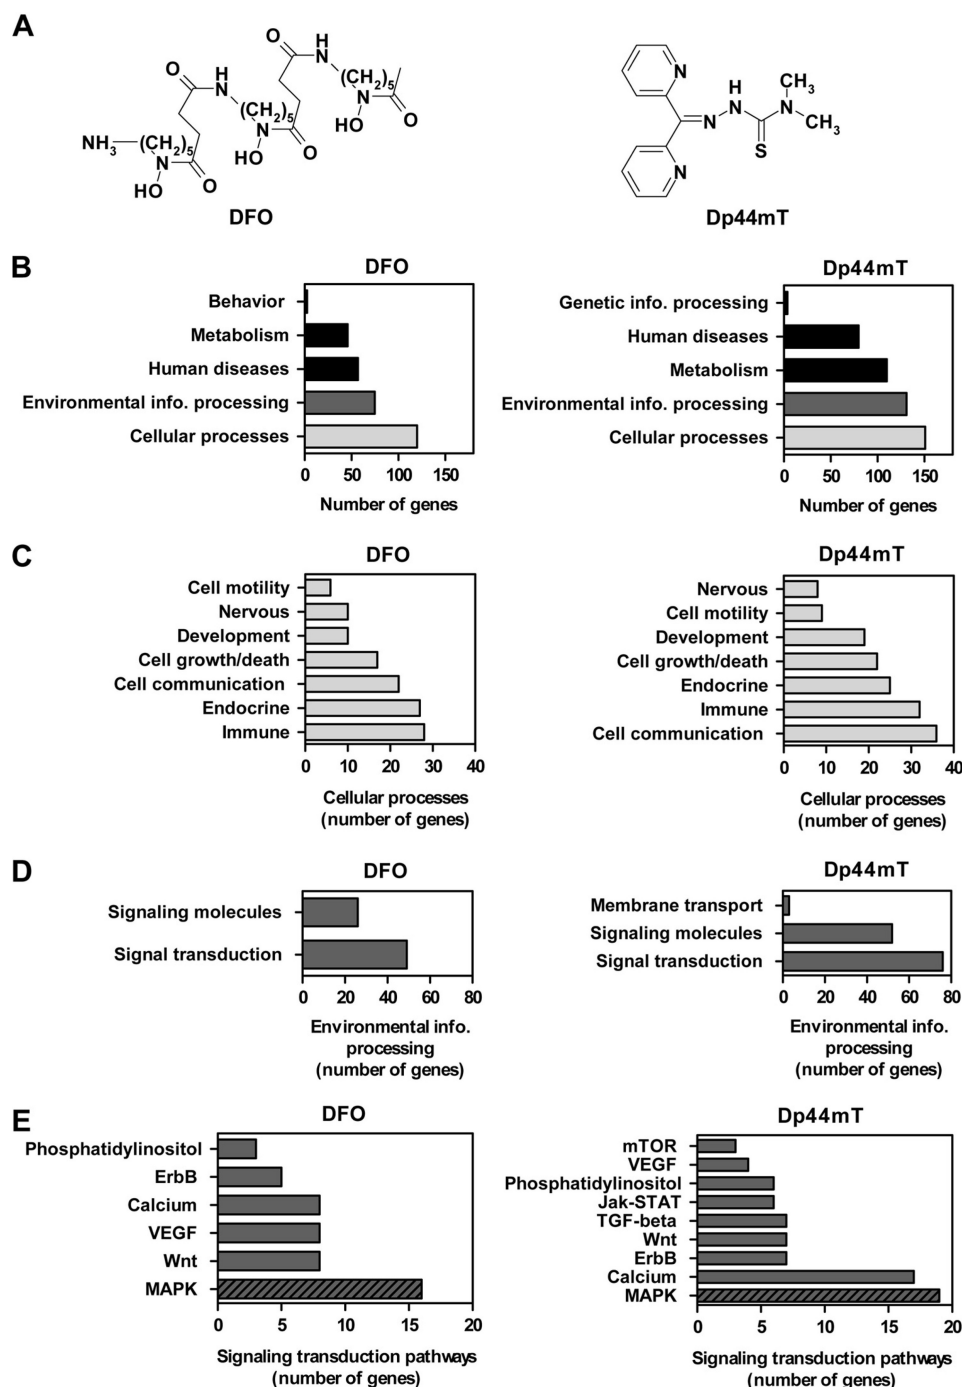 A
DFO
NH3
(CH2)5
N
HO
O
O
H
N
(CH2)5
N
HO
O
O
H
N
(CH2)5
N
HO
O
Dp44mT
N
N
N
H
NH
S
N
CH3
CH3
B
DFO
Behavior
Metabolism
Human diseases
Environmental info. processing
Cellular processes
0 50 100 150
Number of genes
Dp44mT
Genetic info. processing
Human diseases
Metabolism
Environmental info. processing
Cellular processes
0 50 100 150
Number of genes
C
DFO
Cell motility
Nervous
Development
Cell growth/death
Cell communication
Endocrine
Immune
0 10 20 30 40
Cellular processes
(number of genes)
Dp44mT
Nervous
Cell motility
Development
Cell growth/death
Endocrine
Immune
Cell communication
0 10 20 30 40
Cellular processes
(number of genes)
D
DFO
Signaling molecules
Signal transduction
0 20 40 60 80
Environmental info.
processing
(number of genes)
Dp44mT
Membrane transport
Signaling molecules
Signal transduction
0 20 40 60 80
Environmental info.
processing
(number of genes)
E
DFO
Phosphatidylinositol
ErbB
Calcium
VEGF
Wnt
MAPK
0 5 10 15 20
Signaling transduction pathways
(number of genes)
Dp44mT
mTOR
VEGF
Phosphatidylinositol
Jak-STAT
TGF-beta
Wnt
ErbB
Calcium
MAPK
0 5 10 15 20
Signaling transduction pathways
(number of genes)